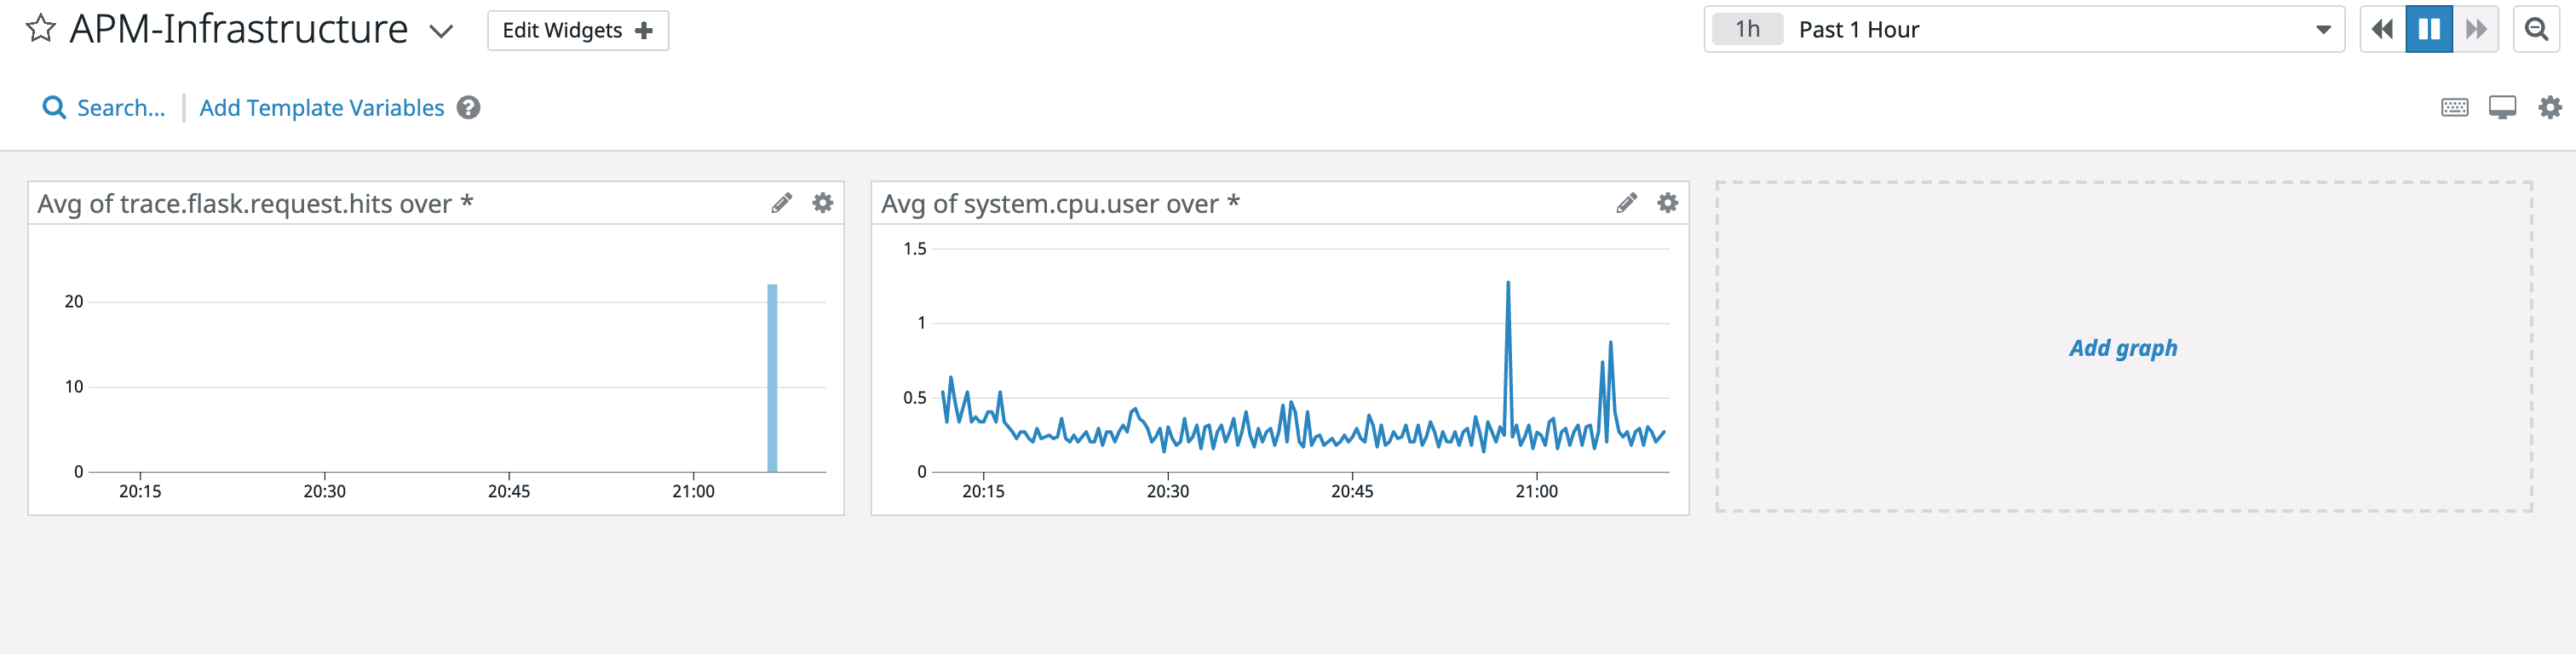 APM-Infrastructure
Edit Widgets
1h Past 1 Hour
Search...
Add Template Variables
Avg of trace.flask.request.hits over *
20
10
0
20:15 20:30 20:45 21:00
Avg of system.cpu.user over *
1.5
1
0.5
0
20:15 20:30 20:45 21:00
Add graph